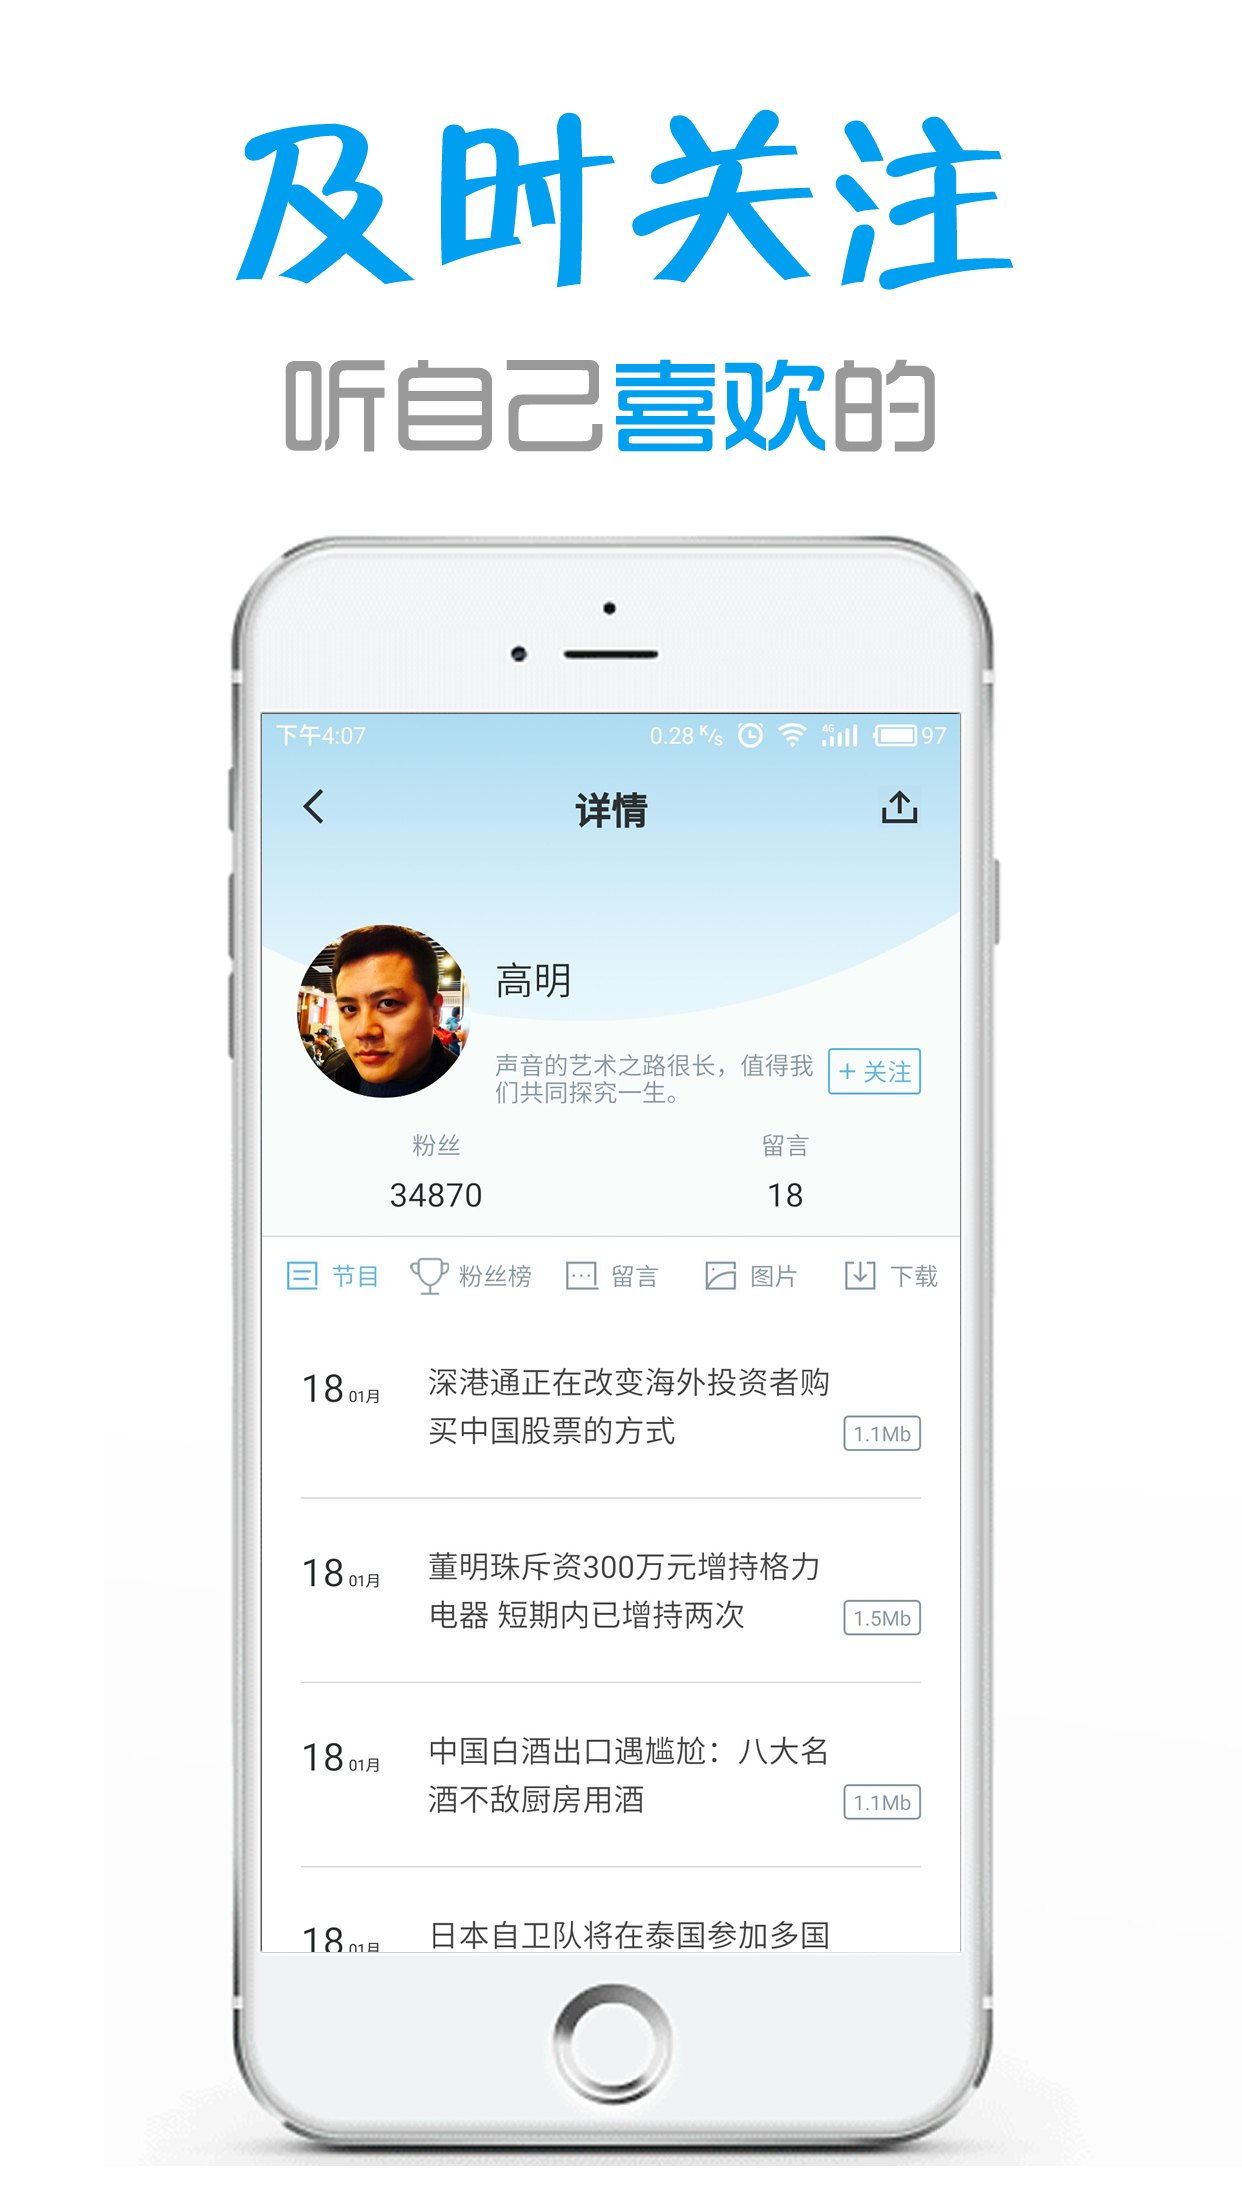 及时关注
听自己喜欢的
下午4:07 0.28 K/s 4G 97
详情
高明
声音的艺术之路很长，值得我
们共同探究一生。
+ 关注
粉丝 留言
34870 18
节目 粉丝榜 留言 图片 下载
18 01月 深港通正在改变海外投资者购
买中国股票的方式
1.1Mb
18 01月 董明珠斥资300万元增持格力
电器 短期内已增持两次
1.5Mb
18 01月 中国白酒出口遇尴尬：八大名
酒不敌厨房用酒
1.1Mb
18 01月 日本自卫队将在泰国参加多国